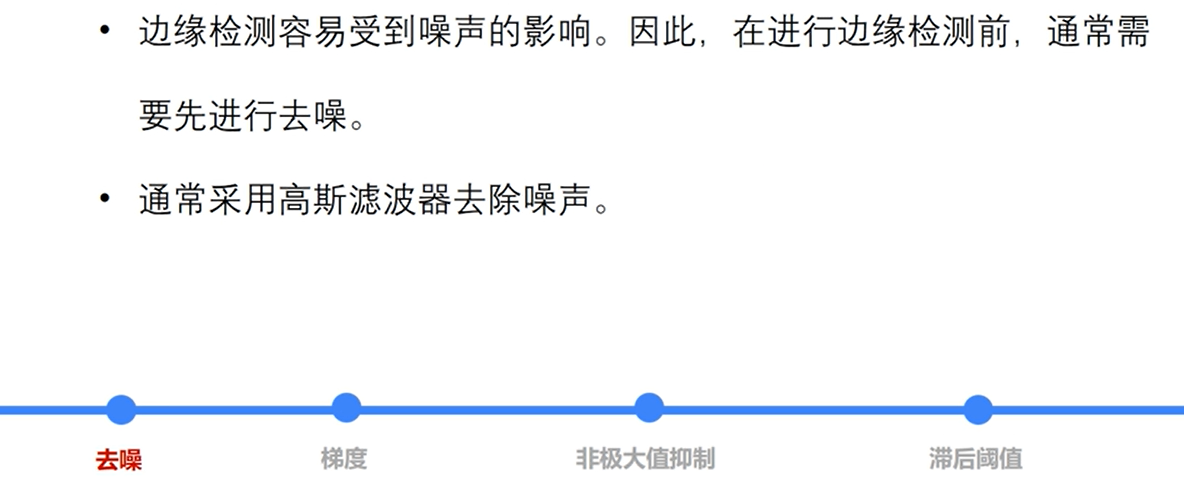 • 边缘检测容易受到噪声的影响。因此，在进行边缘检测前，通常需
要先进行去噪。
• 通常采用高斯滤波器去除噪声。
去噪 梯度 非极大值抑制 滞后阈值